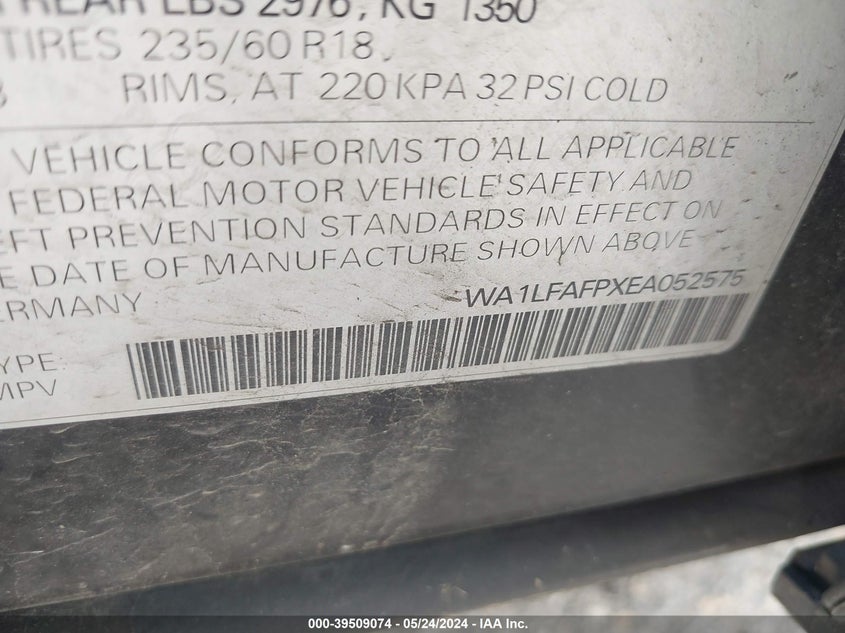 REAR LBS 2976, KG 1350
TIRES 235/60 R18
RIMS, AT 220 KPA 32 PSI COLD
VEHICLE CONFORMS TO ALL APPLICABLE
FEDERAL MOTOR VEHICLE SAFETY AND
EFT PREVENTION STANDARDS IN EFFECT ON
E DATE OF MANUFACTURE SHOWN ABOVE
ERMANY WA1LFAFPXEA052575
YPE:
MPV
000-39509074 / 05/24/2024 / IAA Inc.